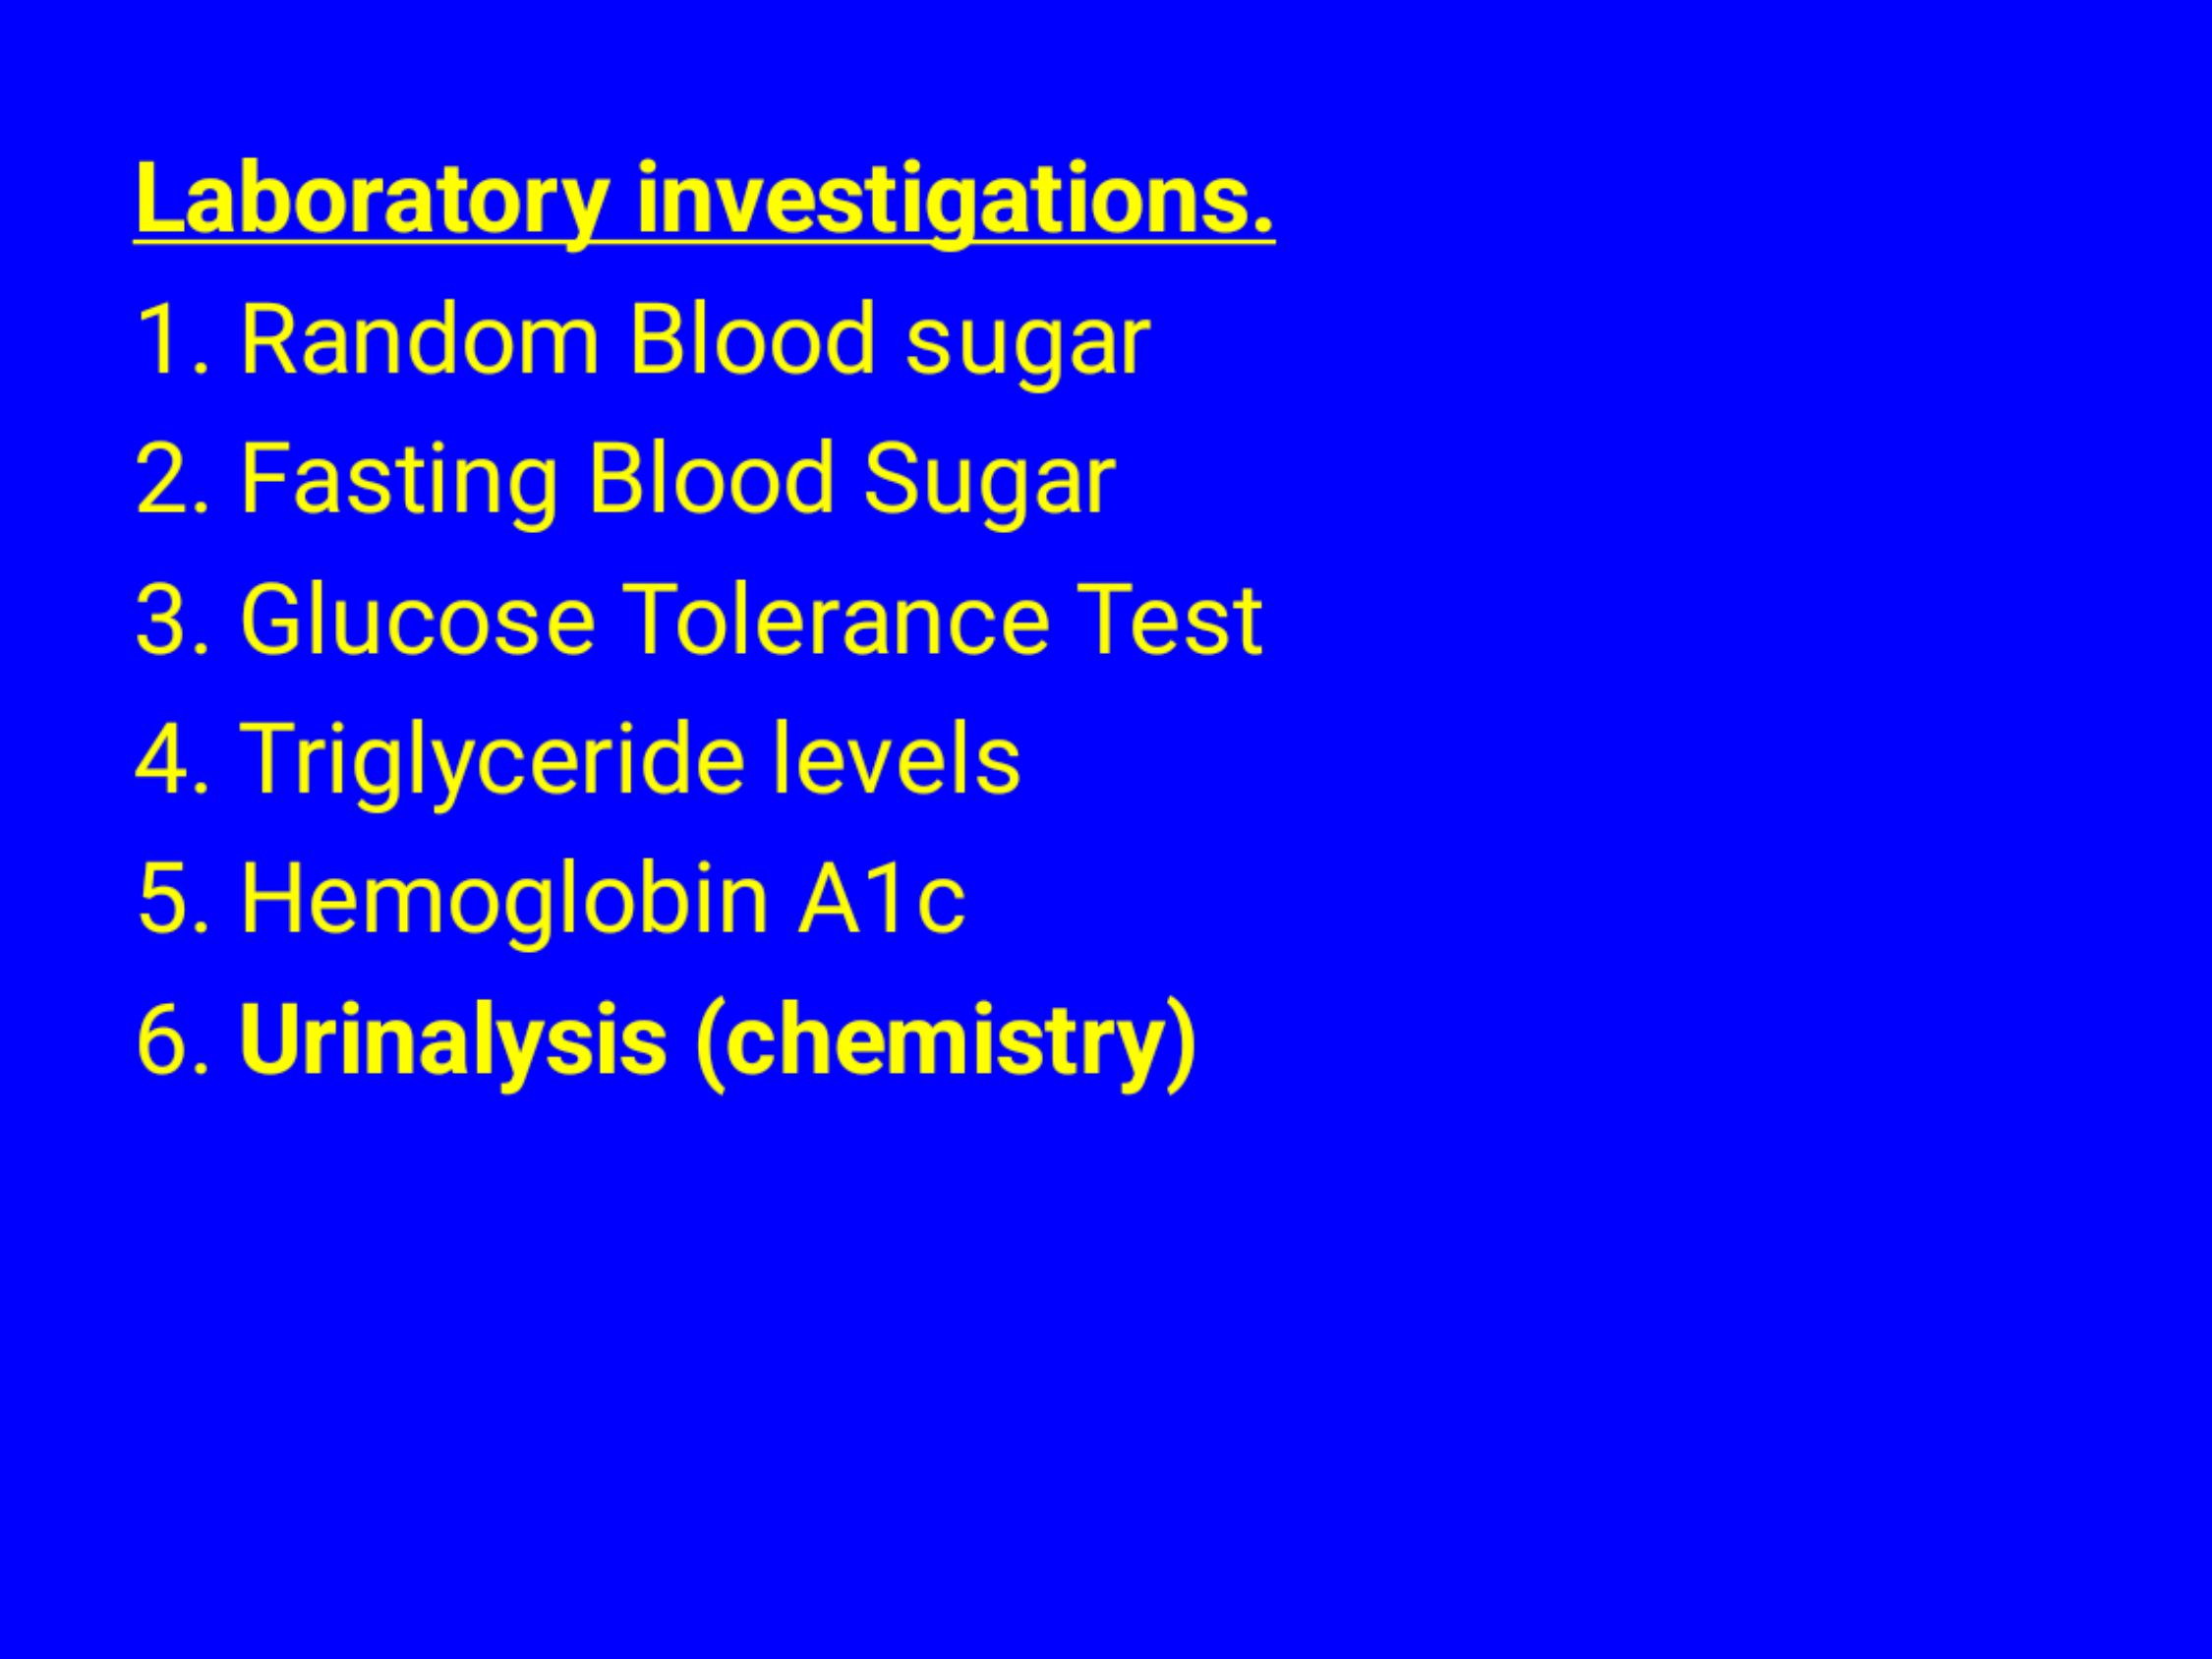 Laboratory investigations.
1. Random Blood sugar
2. Fasting Blood Sugar
3. Glucose Tolerance Test
4. Triglyceride levels
5. Hemoglobin A1c
6. Urinalysis (chemistry)